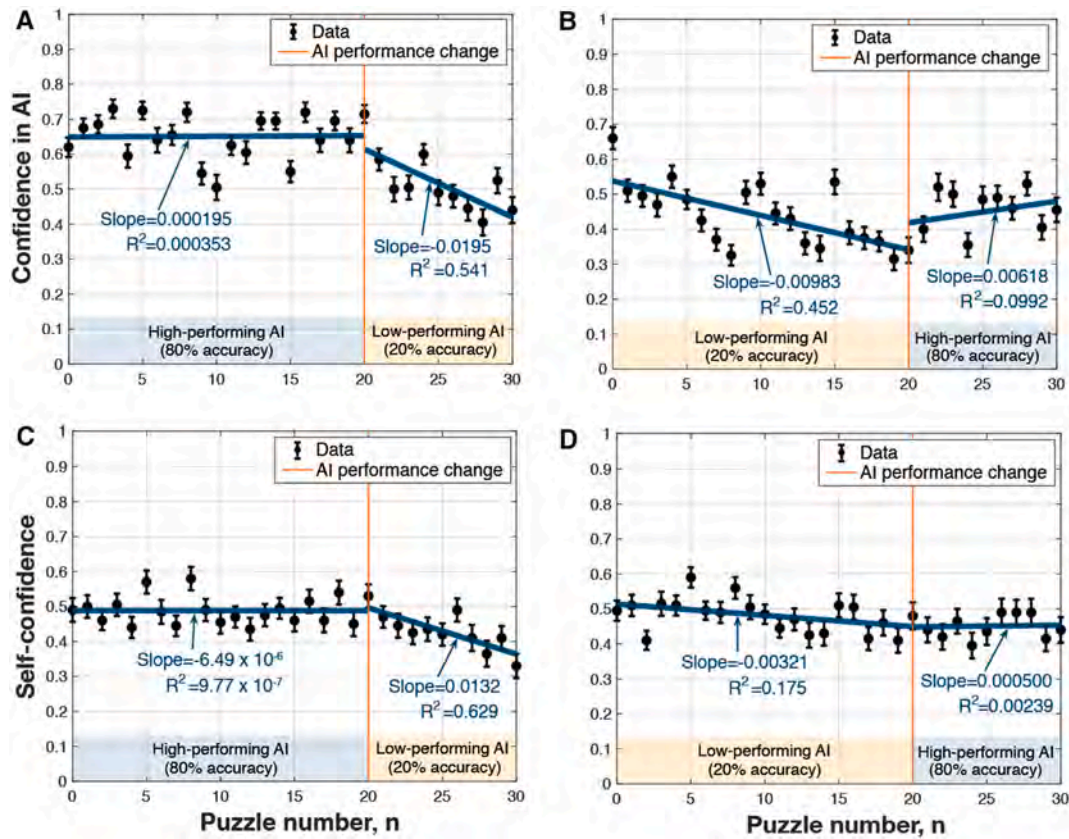 A
Data
AI performance change
Confidence in AI
1
0.9
0.8
0.7
0.6
0.5
0.4
0.3
0.2
0.1
0
Slope=0.000195
R2=0.000353
Slope=-0.0195
R2=0.541
High-performing AI
(80% accuracy)
Low-performing AI
(20% accuracy)
0 5 10 15 20 25 30
B
Data
AI performance change
1
0.9
0.8
0.7
0.6
0.5
0.4
0.3
0.2
0.1
0
Slope=-0.00983
R2=0.452
Slope=0.00618
R2=0.0992
Low-performing AI
(20% accuracy)
High-performing AI
(80% accuracy)
0 5 10 15 20 25 30
C
Data
AI performance change
Self-confidence
1
0.9
0.8
0.7
0.6
0.5
0.4
0.3
0.2
0.1
0
Slope=-6.49 x 10-6
R2=9.77 x 10-7
Slope=0.0132
R2=0.629
High-performing AI
(80% accuracy)
Low-performing AI
(20% accuracy)
0 5 10 15 20 25 30
Puzzle number, n
D
Data
AI performance change
1
0.9
0.8
0.7
0.6
0.5
0.4
0.3
0.2
0.1
0
Slope=-0.00321
R2=0.175
Slope=0.000500
R2=0.00239
Low-performing AI
(20% accuracy)
High-performing AI
(80% accuracy)
0 5 10 15 20 25 30
Puzzle number, n